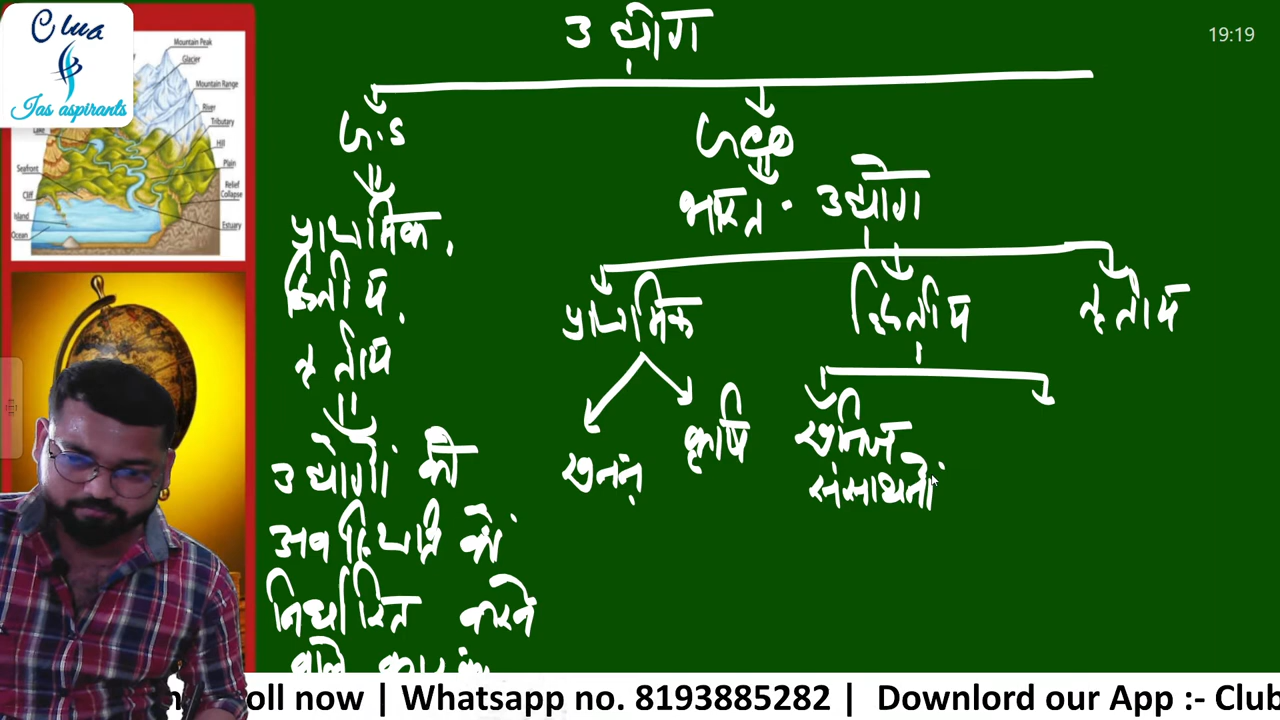 Clua
Ias aspirants
Mountain Peak
Glacier
Mountain Range
River
Tributary
Hill
Lake
Plain
Seafront
Relief
Collapse
Cliff
Island
Estuary
Ocean
19:19
उद्योग
G.S
भारत · उद्योग
प्राथमिक,
द्वितीय,
तृतीय
प्राथमिक द्वितीय तृतीय
खनन कृषि खनिज
संसाधनों
उद्योगों की
अवस्थिति को
निर्धारित करने
वाले कारक
oll now | Whatsapp no. 8193885282 | Downlord our App :- Club